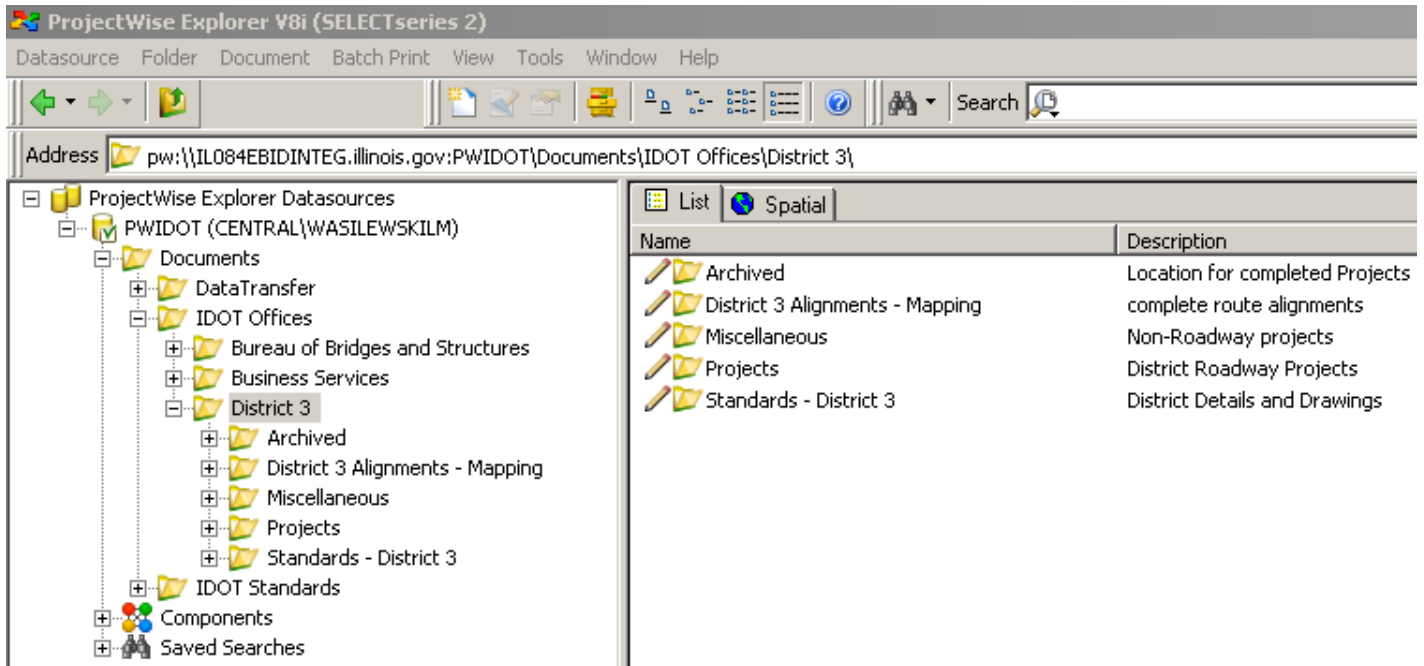 ProjectWise Explorer V8i (SELECTseries 2)
Datasource Folder Document Batch Print View Tools Window Help
Search
Address pw:\\IL084EBIDINTEG.illinois.gov:PWIDOT\Documents\IDOT Offices\District 3\
ProjectWise Explorer Datasources
PWIDOT (CENTRAL\WASILEWSKILM)
Documents
DataTransfer
IDOT Offices
Bureau of Bridges and Structures
Business Services
District 3
Archived
District 3 Alignments - Mapping
Miscellaneous
Projects
Standards - District 3
IDOT Standards
Components
Saved Searches
List Spatial
Name Description
Archived Location for completed Projects
District 3 Alignments - Mapping complete route alignments
Miscellaneous Non-Roadway projects
Projects District Roadway Projects
Standards - District 3 District Details and Drawings